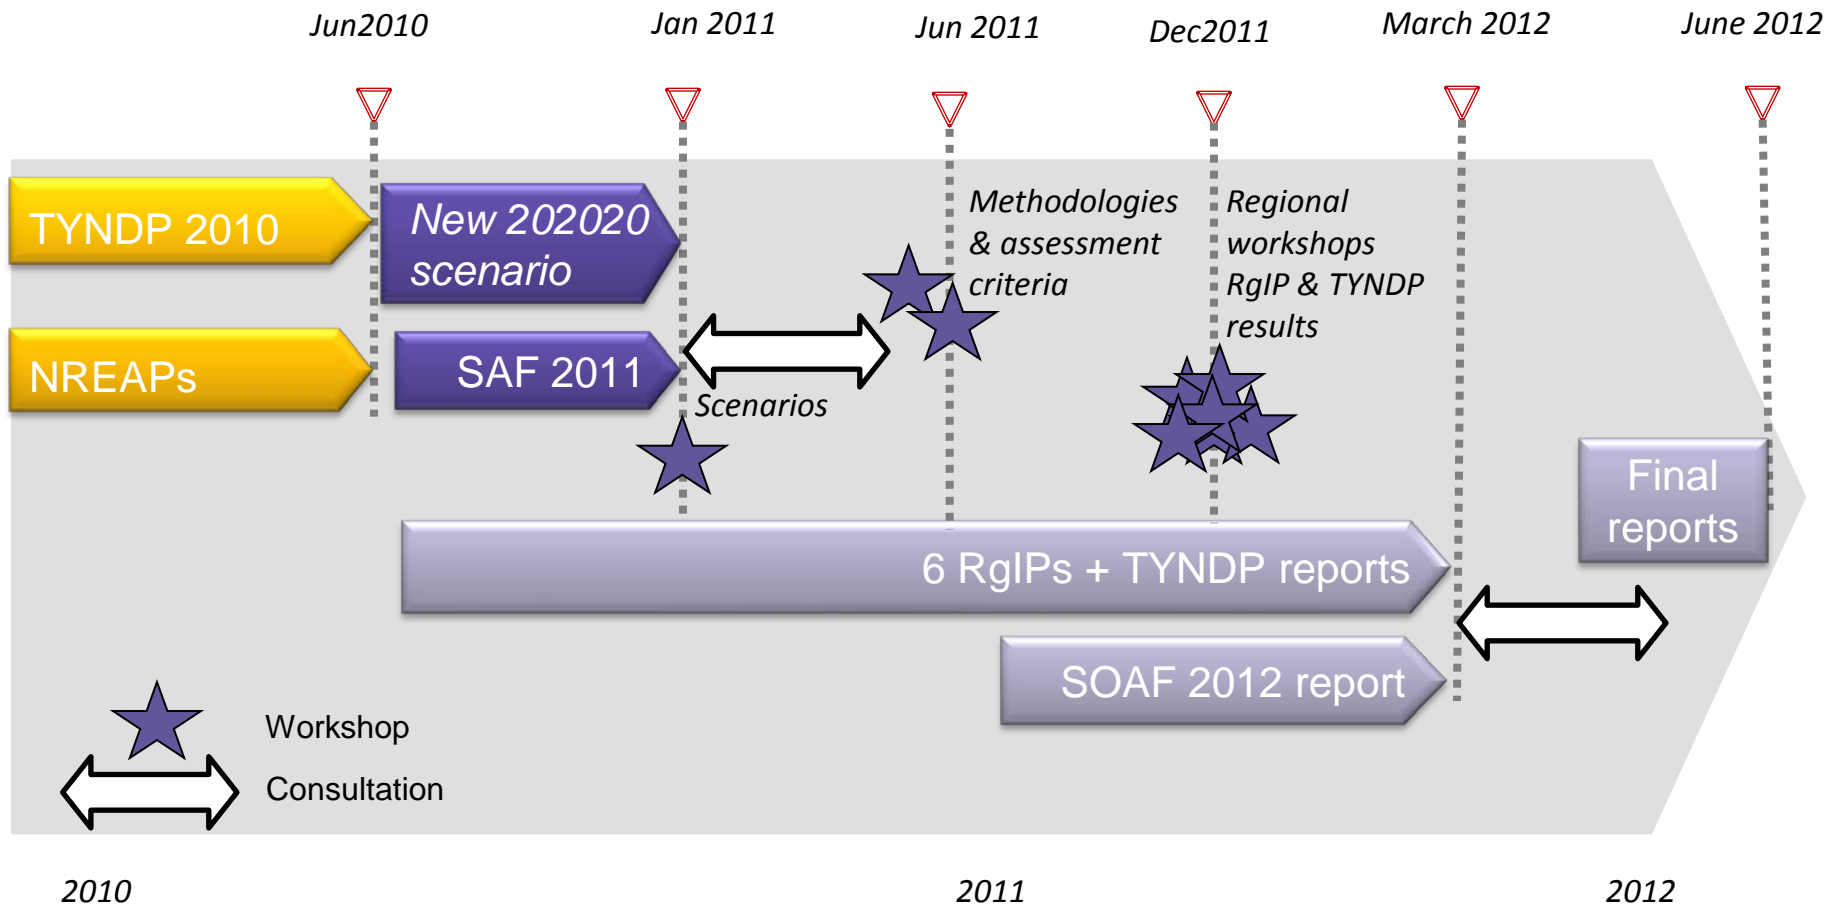 Jun2010
Jan 2011
Jun 2011
Dec2011
March 2012
June 2012
TYNDP 2010
New 202020
scenario
Methodologies
& assessment
criteria
Regional
workshops
RgIP & TYNDP
results
NREAPs
SAF 2011
Scenarios
Final
reports
6 RgIPs + TYNDP reports
SOAF 2012 report
Workshop
Consultation
2010
2011
2012